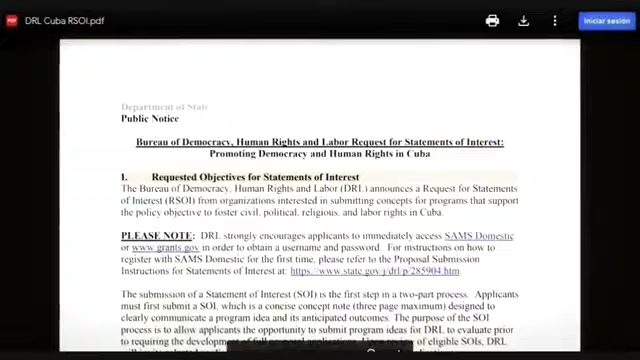 DRL Cuba RSOI.pdf
Iniciar sesión
Department of State
Public Notice
Bureau of Democracy, Human Rights and Labor Request for Statements of Interest:
Promoting Democracy and Human Rights in Cuba
1. Requested Objectives for Statements of Interest
The Bureau of Democracy, Human Rights and Labor (DRL) announces a Request for Statements
of Interest (RSOI) from organizations interested in submitting concepts for programs that support
the policy objective to foster civil, political, religious, and labor rights in Cuba.
PLEASE NOTE: DRL strongly encourages applicants to immediately access SAMS Domestic
or www.grants.gov in order to obtain a username and password. For instructions on how to
register with SAMS Domestic for the first time, please refer to the Proposal Submission
Instructions for Statements of Interest at: https://www.state.gov/j/drl/p/285904.htm
The submission of a Statement of Interest (SOI) is the first step in a two-part process. Applicants
must first submit a SOI, which is a concise concept note (three page maximum) designed to
clearly communicate a program idea and its anticipated outcomes. The purpose of the SOI
process is to allow applicants the opportunity to submit program ideas for DRL to evaluate prior
to requiring the development of full proposal applications. Upon review of eligible SOIs, DRL